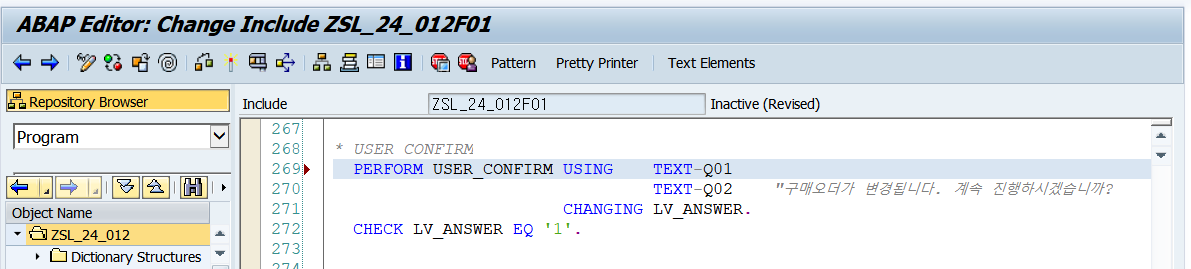 ABAP Editor: Change Include ZSL_24_012F01
Pattern Pretty Printer Text Elements
Repository Browser
Include ZSL_24_012F01 Inactive (Revised)
Program
Object Name
ZSL_24_012
Dictionary Structures
267
268 * USER CONFIRM
269 PERFORM USER_CONFIRM USING TEXT-Q01
270 TEXT-Q02 "구매오더가 변경됩니다. 계속 진행하시겠습니까?
271 CHANGING LV_ANSWER.
272 CHECK LV_ANSWER EQ '1'.
273
274